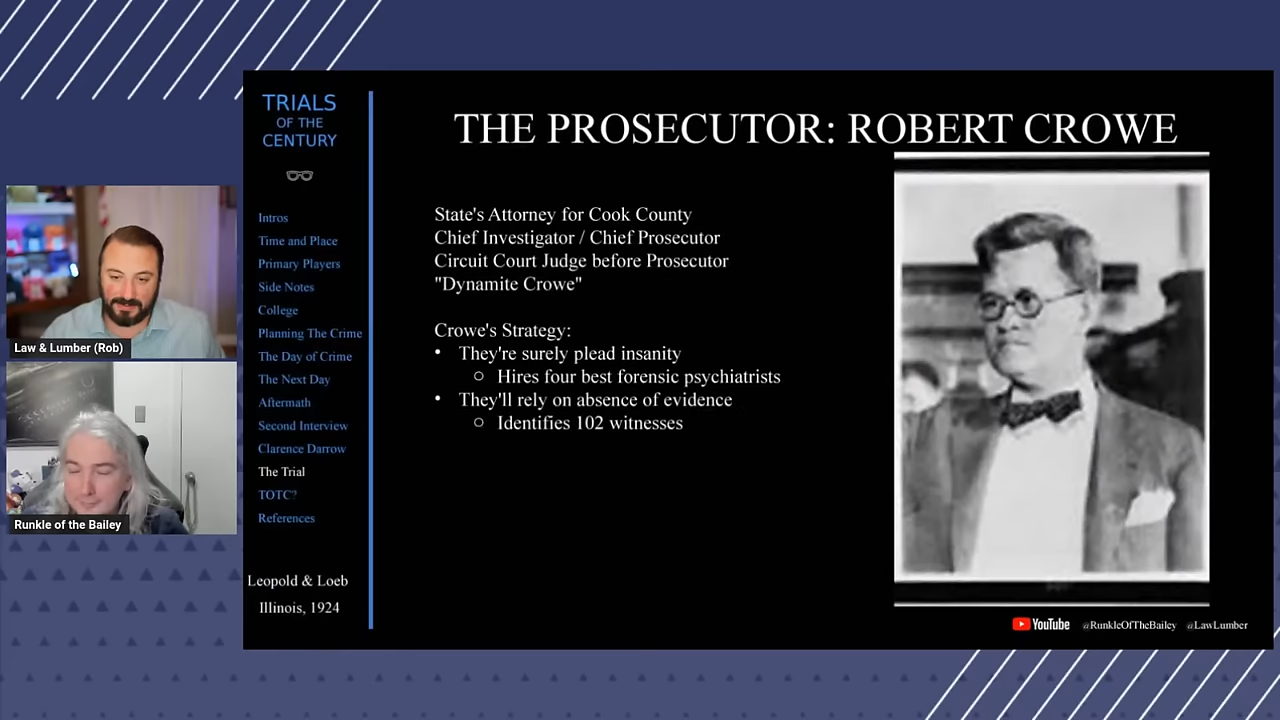 TRIALS
OF THE
CENTURY
Intros
Time and Place
Primary Players
Side Notes
College
Planning The Crime
The Day of Crime
The Next Day
Aftermath
Second Interview
Clarence Darrow
The Trial
TOTC?
References
Leopold & Loeb
Illinois, 1924
THE PROSECUTOR: ROBERT CROWE
State's Attorney for Cook County
Chief Investigator / Chief Prosecutor
Circuit Court Judge before Prosecutor
"Dynamite Crowe"
Crowe's Strategy:
• They're surely plead insanity
○ Hires four best forensic psychiatrists
• They'll rely on absence of evidence
○ Identifies 102 witnesses
YouTube @RunkleOfTheBailey @LawLumber
Law & Lumber (Rob)
Runkle of the Bailey